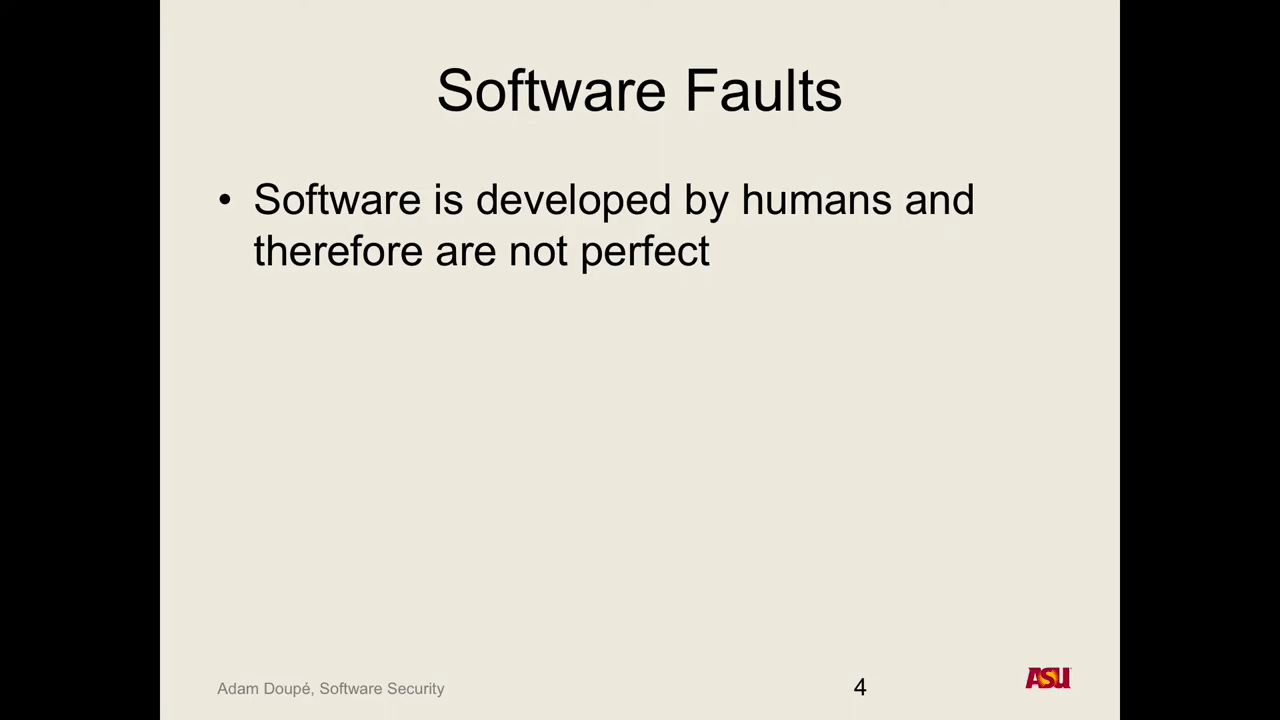 Software Faults
• Software is developed by humans and
therefore are not perfect
Adam Doupé, Software Security
4
ASU